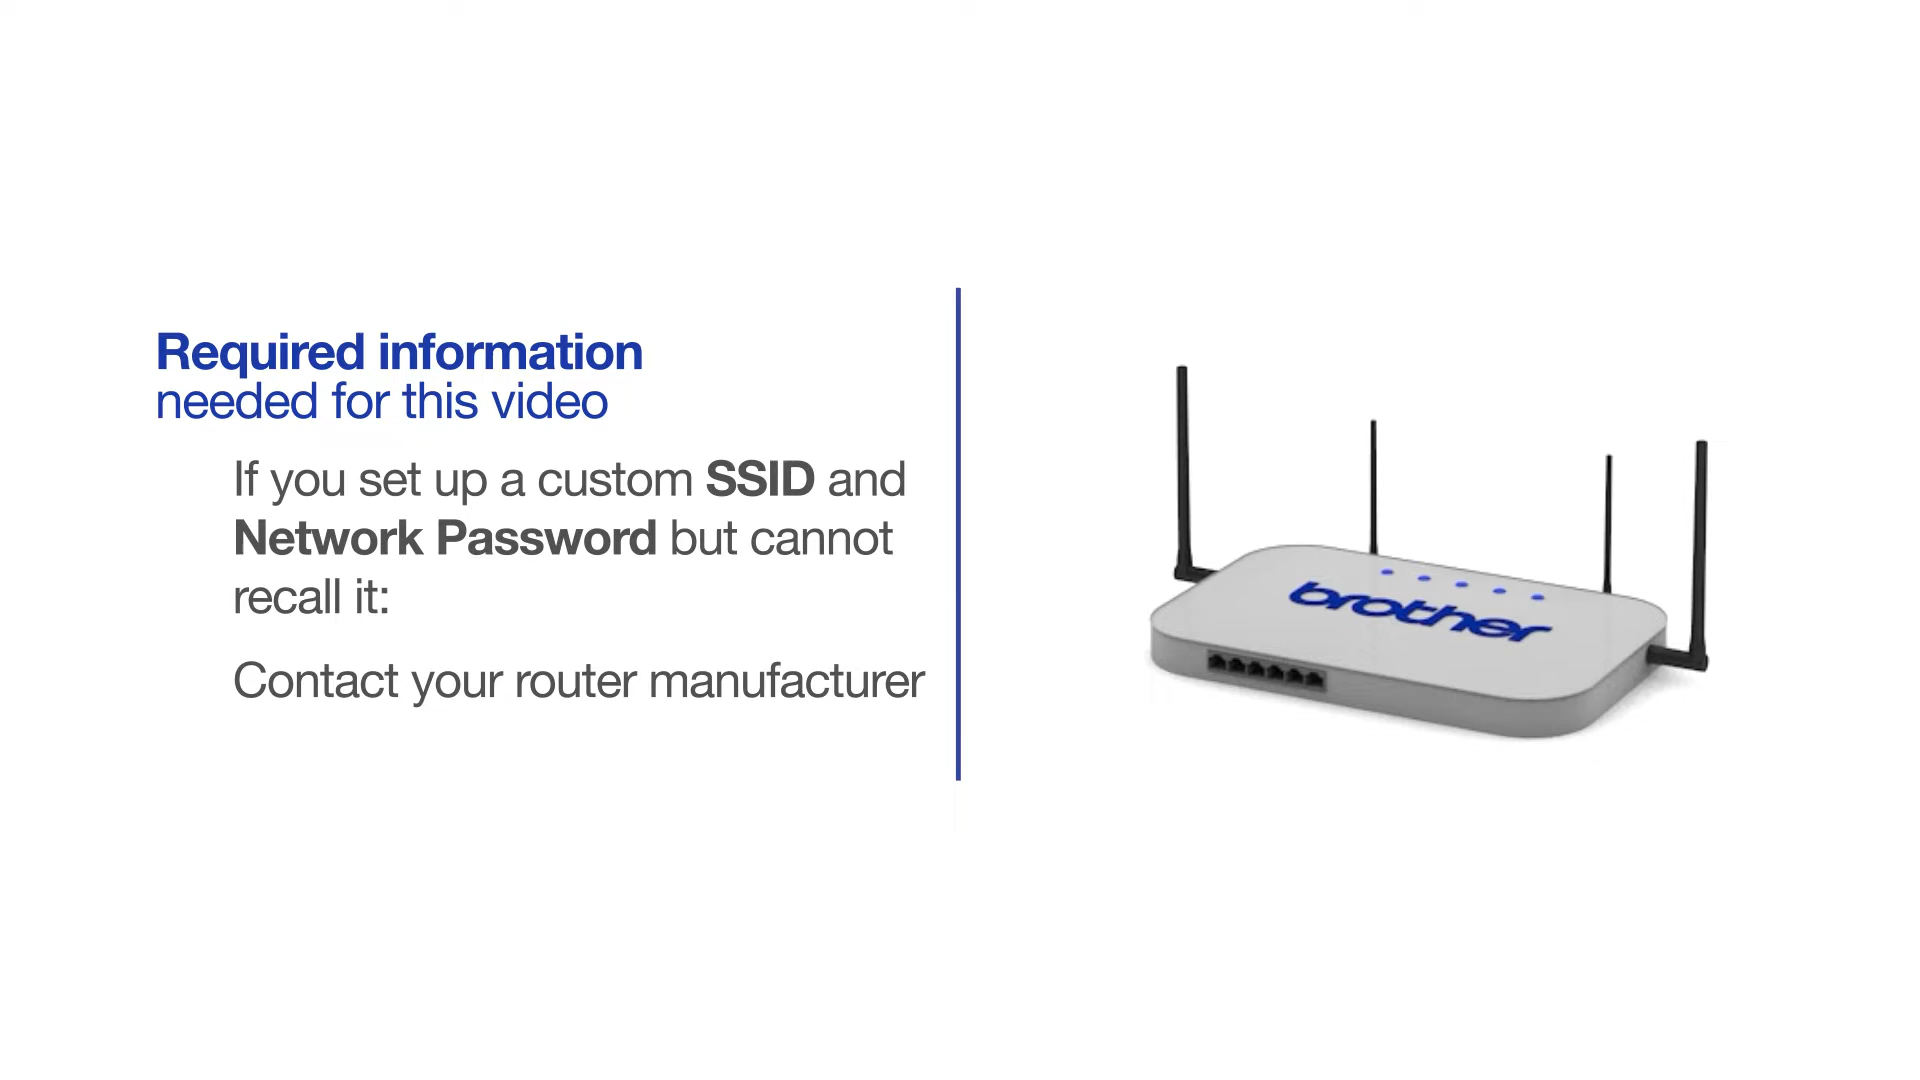 Required information
needed for this video
If you set up a custom SSID and
Network Password but cannot
recall it:
Contact your router manufacturer
brother